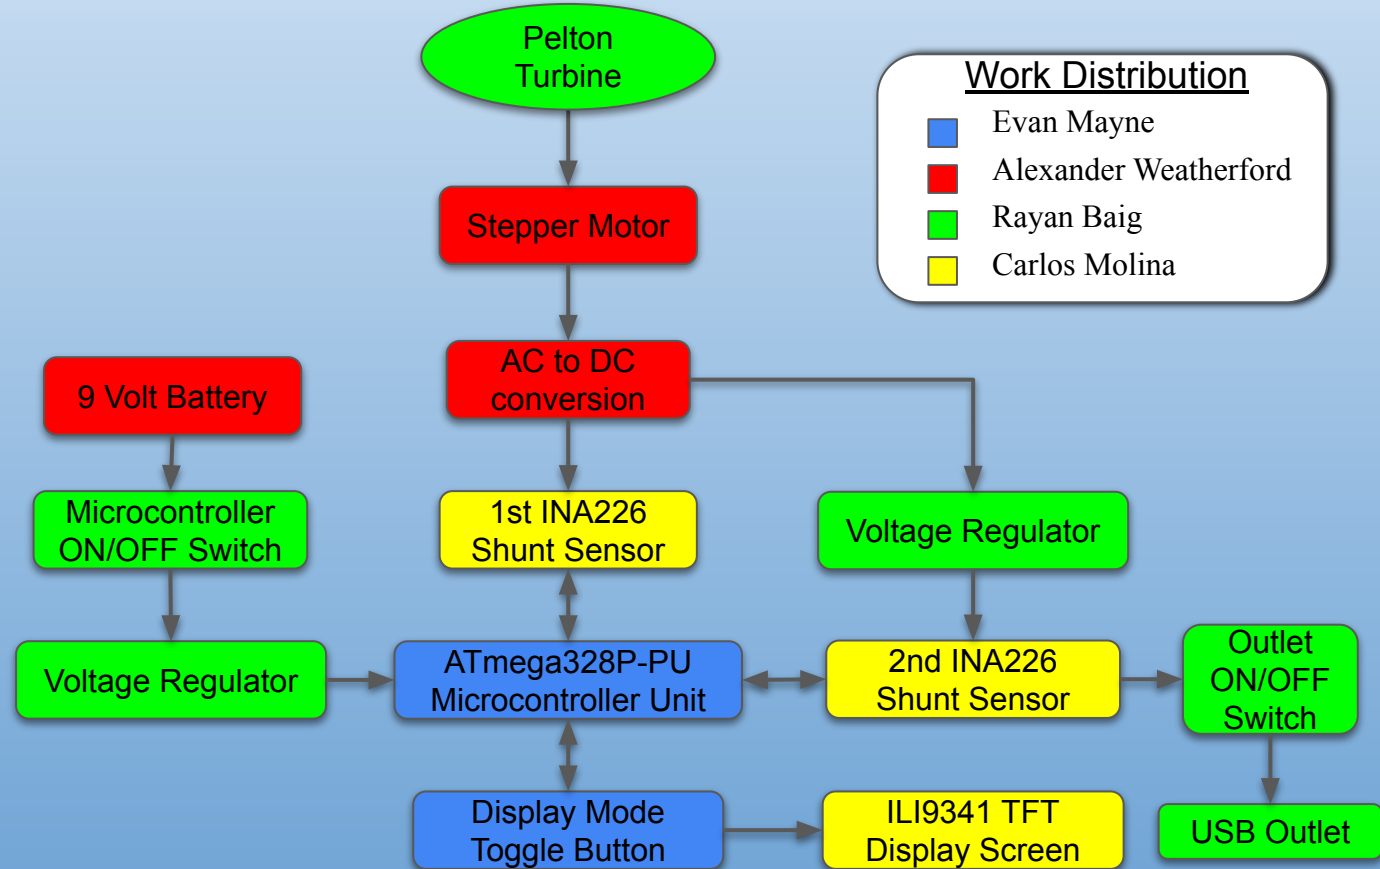 Pelton
Turbine
Work Distribution
Evan Mayne
Alexander Weatherford
Rayan Baig
Carlos Molina
Stepper Motor
AC to DC
conversion
9 Volt Battery
Microcontroller
ON/OFF Switch
1st INA226
Shunt Sensor
Voltage Regulator
Voltage Regulator
ATmega328P-PU
Microcontroller Unit
2nd INA226
Shunt Sensor
Outlet
ON/OFF
Switch
Display Mode
Toggle Button
ILI9341 TFT
Display Screen
USB Outlet